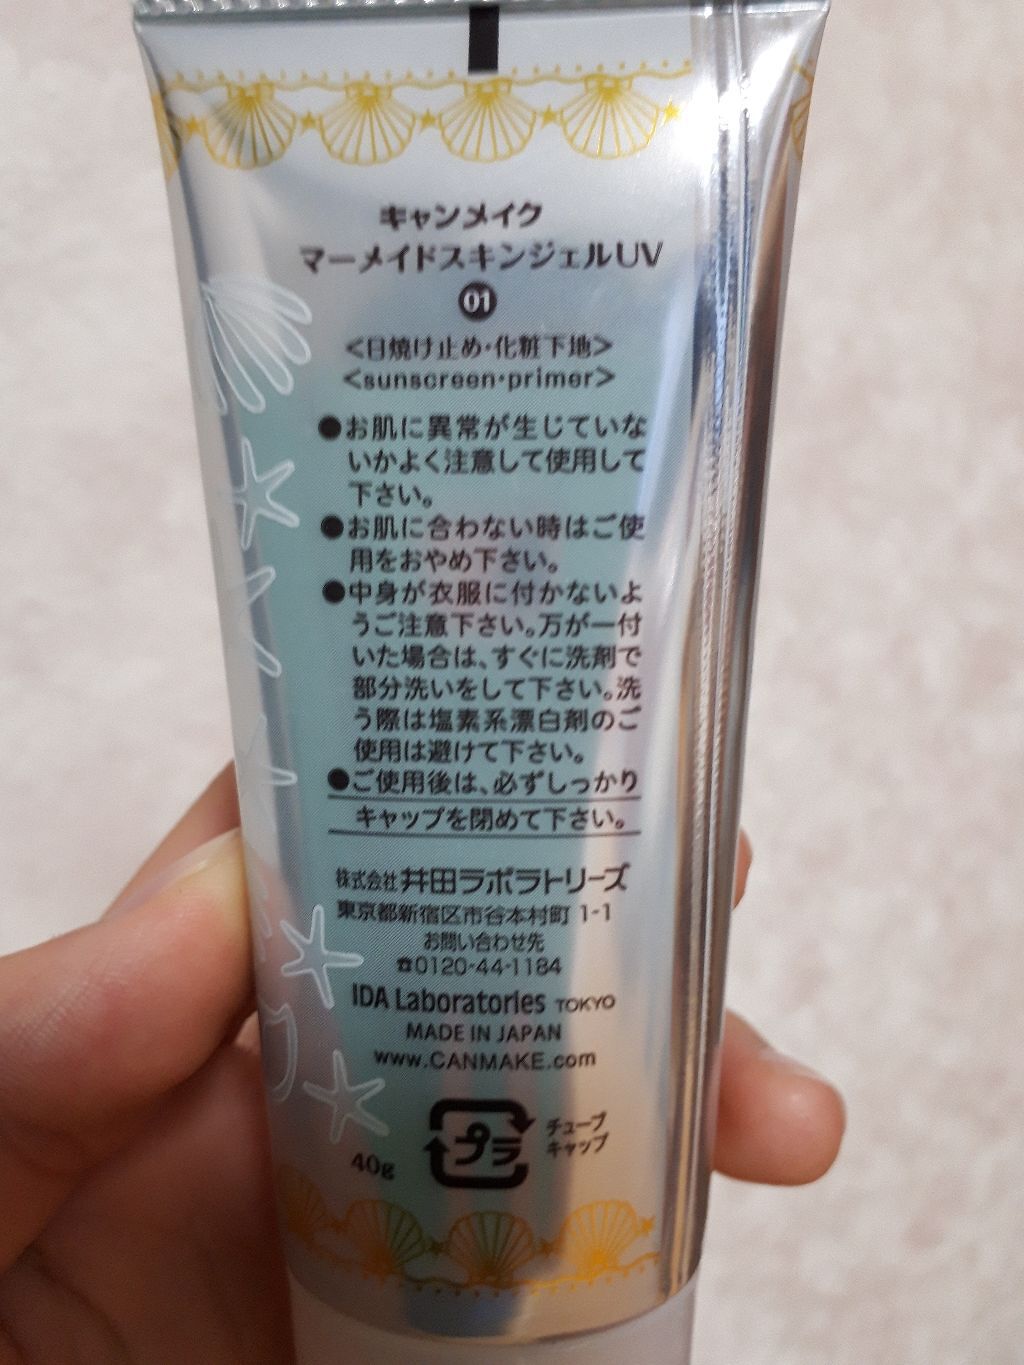 キャンメイク
マーメイドスキンジェルUV
01
<日焼け止め・化粧下地>
<sunscreen・primer>
●お肌に異常が生じていな
いかよく注意して使用して
下さい。
●お肌に合わない時はご使
用をおやめ下さい。
●中身が衣服に付かないよ
うご注意下さい。万が一付
いた場合は、すぐに洗剤で
部分洗いをして下さい。洗
う際は塩素系漂白剤のご
使用は避けて下さい。
●ご使用後は、必ずしっかり
キャップを閉めて下さい。
株式会社 井田ラボラトリーズ
東京都新宿区市谷本村町 1-1
お問い合わせ先
☎0120-44-1184
IDA Laboratories TOKYO
MADE IN JAPAN
www.CANMAKE.com
プラ
チューブ
キャップ
40g